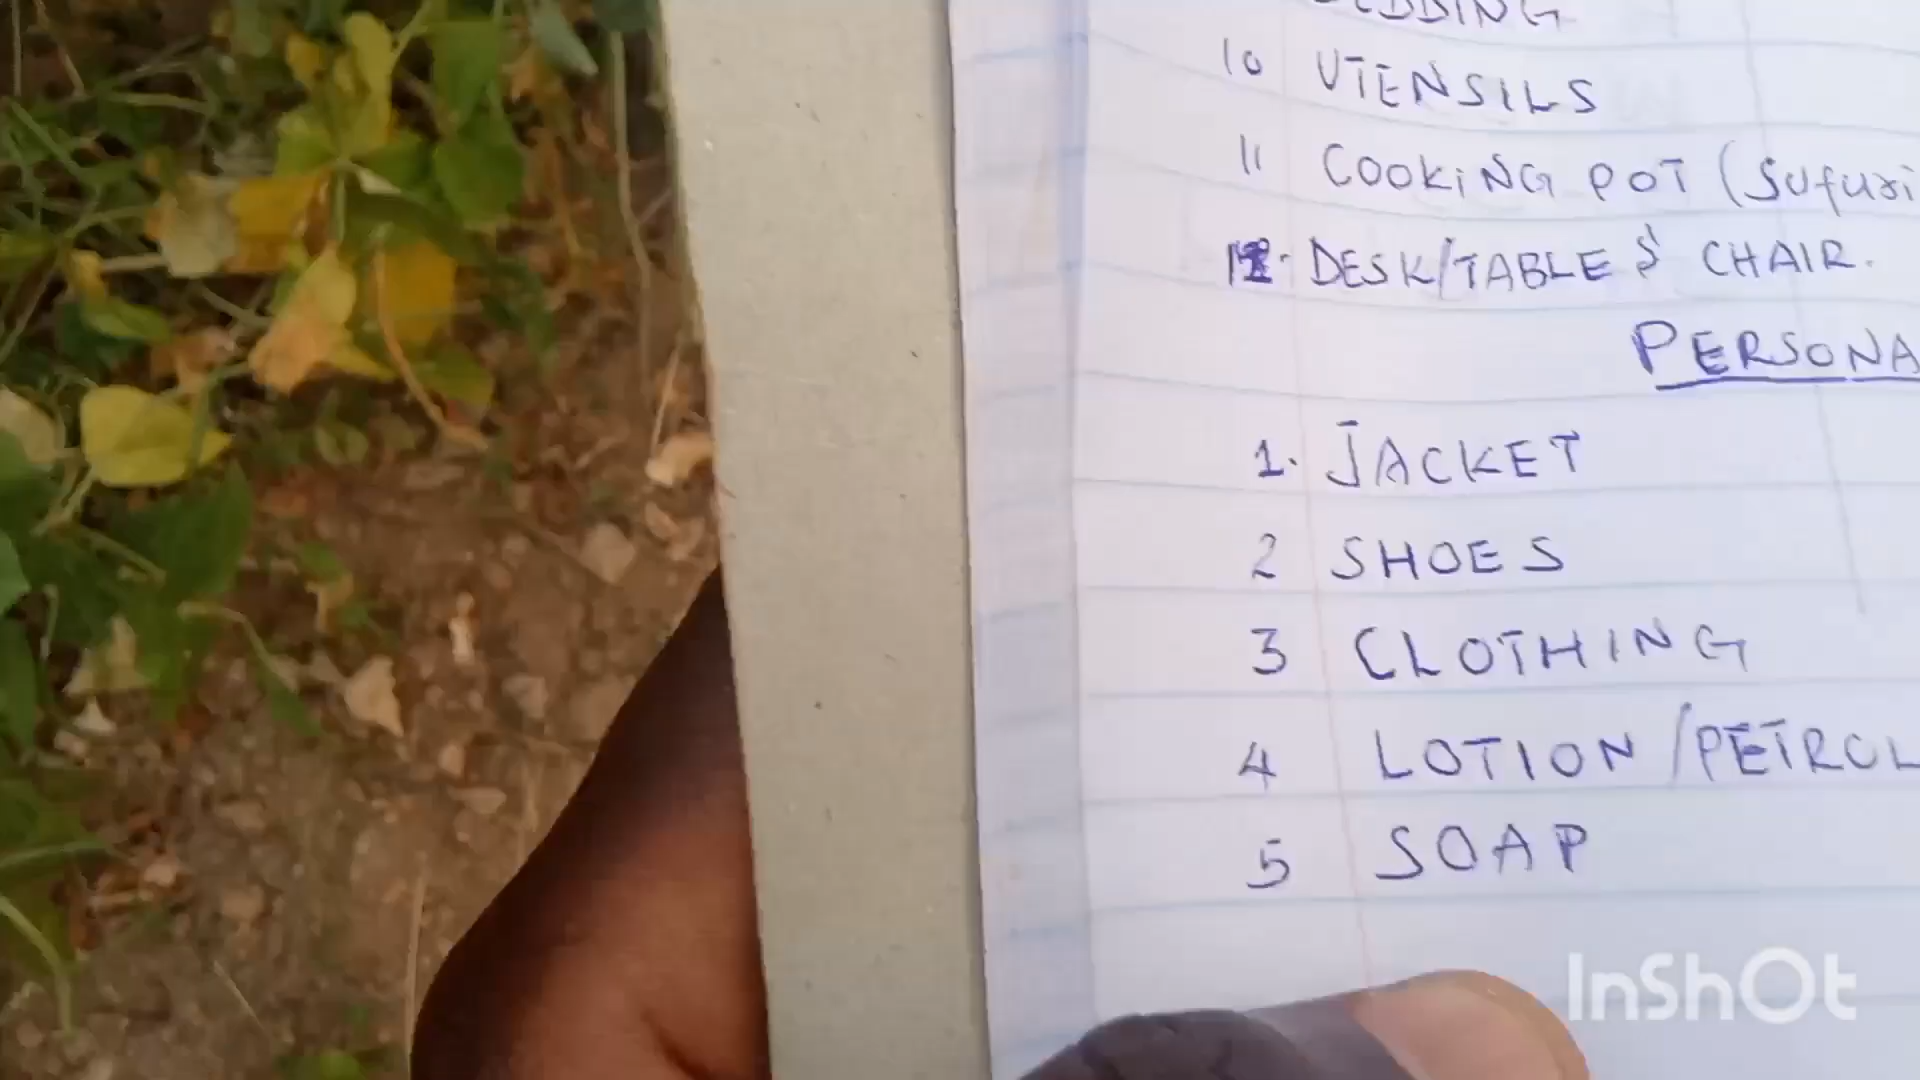 BEDDING
10 UTENSILS
11 COOKING POT (Sufuri
12. DESK/TABLE & CHAIR.
PERSONA
1. JACKET
2 SHOES
3 CLOTHING
4 LOTION/PETROL
5 SOAP
InShOt